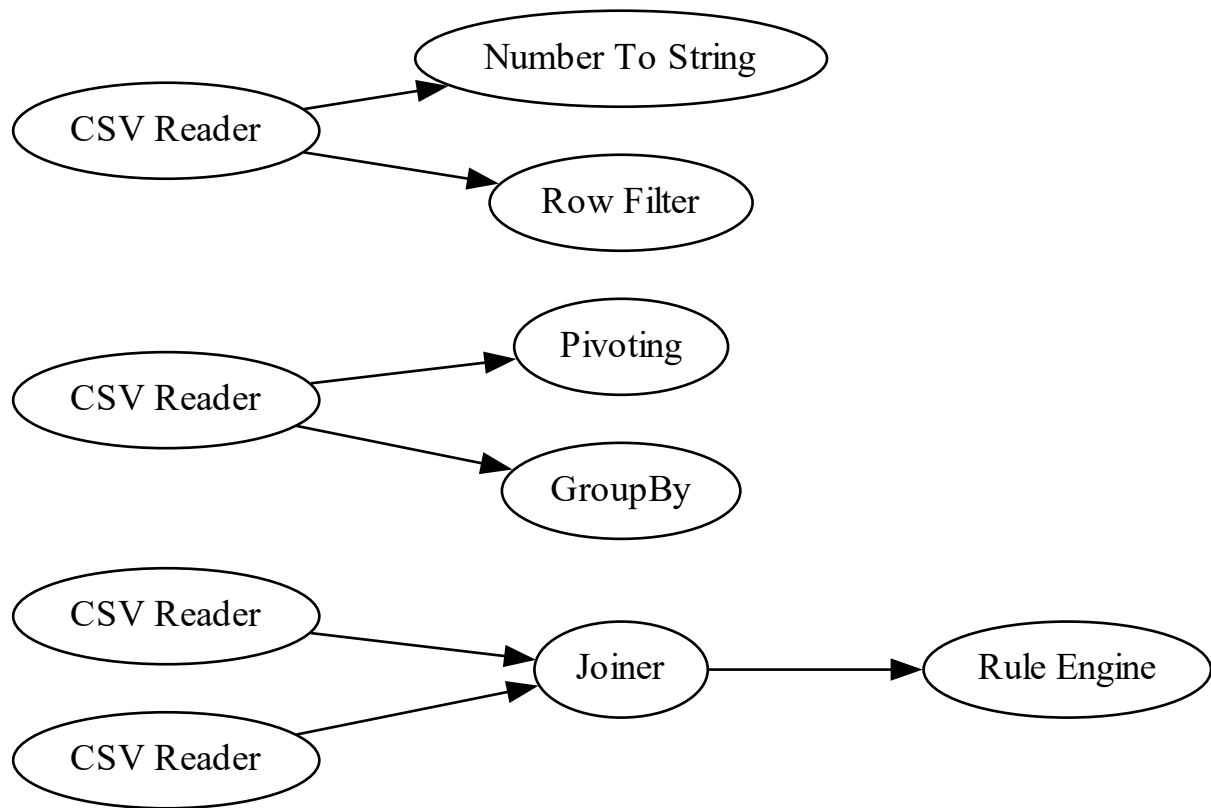 Number To String
CSV Reader
Row Filter
Pivoting
CSV Reader
GroupBy
CSV Reader
Joiner
Rule Engine
CSV Reader